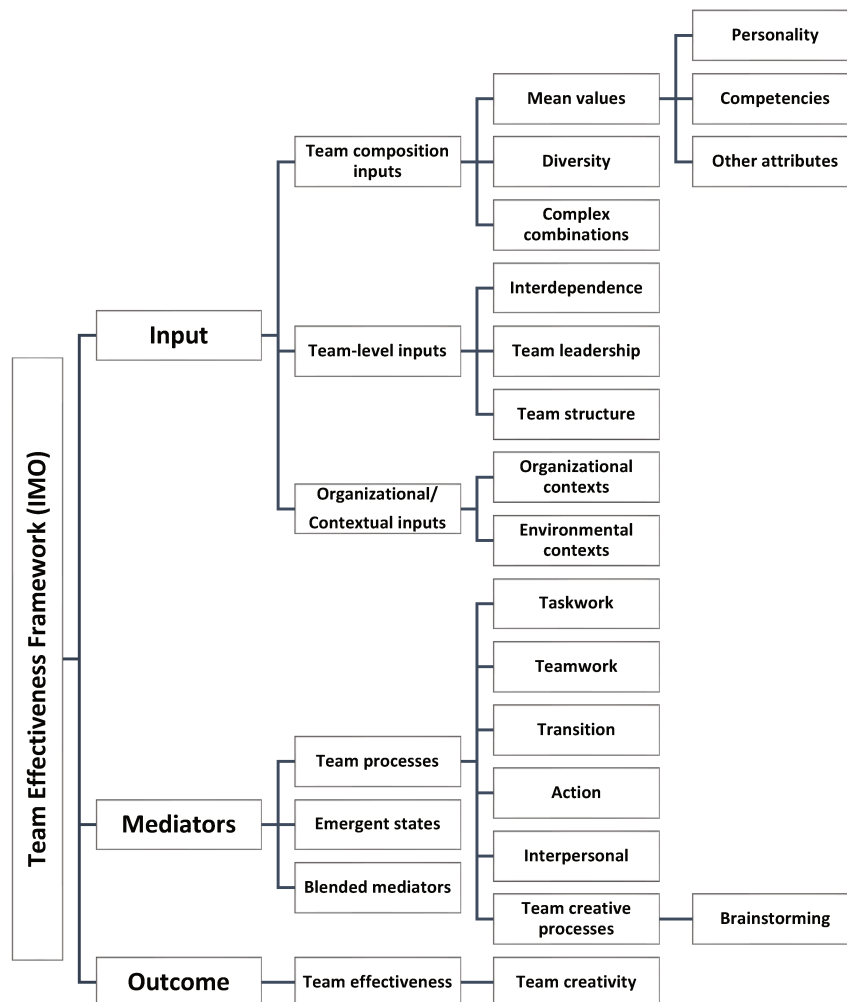 Team Effectiveness Framework (IMO)
Input
Team composition
inputs
Mean values
Personality
Competencies
Other attributes
Diversity
Complex
combinations
Team-level inputs
Interdependence
Team leadership
Team structure
Organizational/
Contextual inputs
Organizational
contexts
Environmental
contexts
Mediators
Team processes
Taskwork
Teamwork
Transition
Action
Interpersonal
Team creative
processes
Brainstorming
Emergent states
Blended mediators
Outcome
Team effectiveness
Team creativity